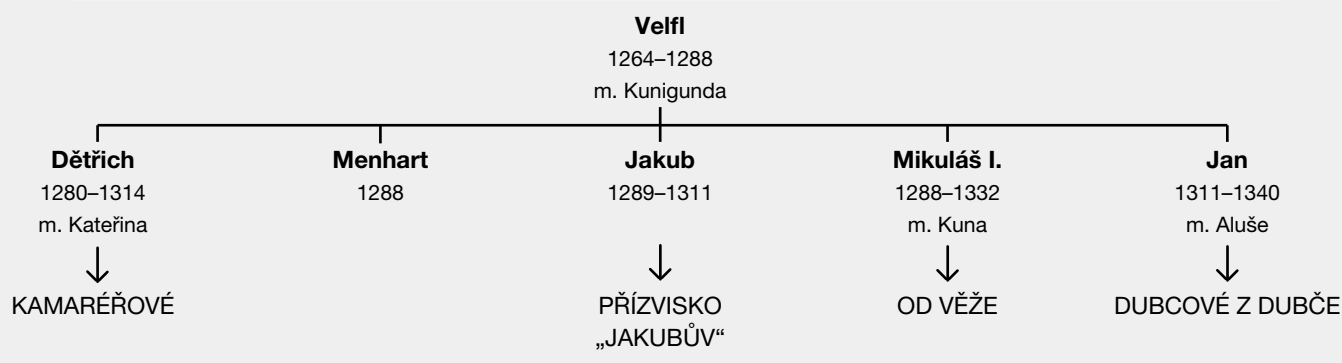 Velfl
1264–1288
m. Kunigunda
Dětřich
1280–1314
m. Kateřina
KAMARÉŘOVÉ
Menhart
1288
Jakub
1289–1311
PŘÍZVISKO
„JAKUBŮV“
Mikuláš I.
1288–1332
m. Kuna
OD VĚŽE
Jan
1311–1340
m. Aluše
DUBCOVÉ Z DUBČE